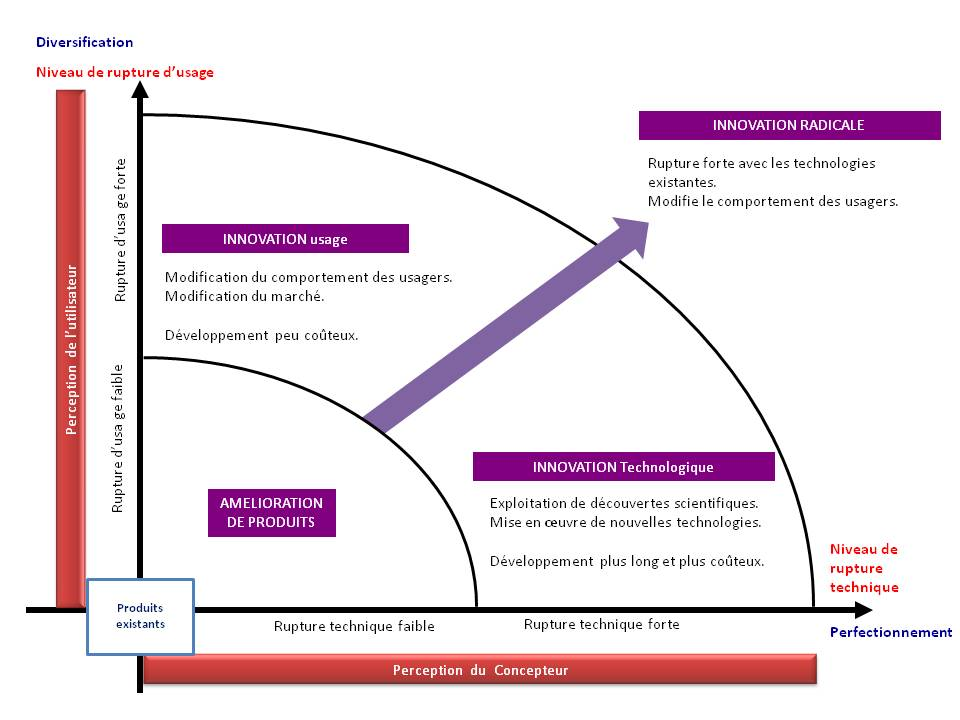 Diversification
Niveau de rupture d'usage
INNOVATION RADICALE
Rupture forte avec les technologies
existantes.
Modifie le comportement des usagers.
Perception de l'utilisateur
Rupture d'usa ge forte
INNOVATION usage
Modification du comportement des usagers.
Modification du marché.
Développement peu coûteux.
Rupture d'usa ge faible
INNOVATION Technologique
Exploitation de découvertes scientifiques.
Mise en œuvre de nouvelles technologies.
Développement plus long et plus coûteux.
AMELIORATION
DE PRODUITS
Niveau de
rupture
technique
Produits
existants
Rupture technique faible
Rupture technique forte
Perfectionnement
Perception du Concepteur